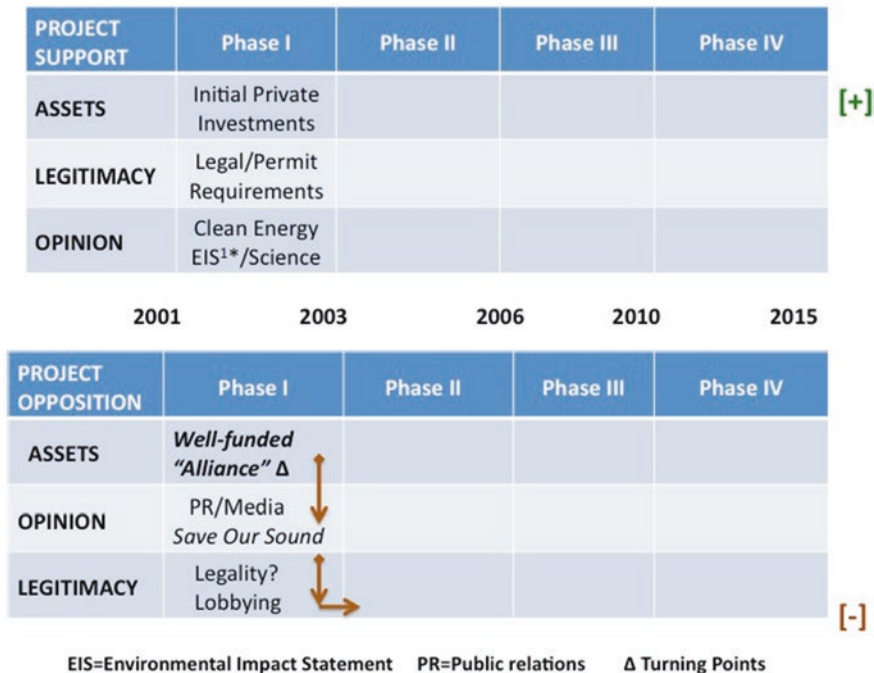 PROJECT SUPPORT Phase I Phase II Phase III Phase IV
ASSETS Initial Private Investments
[+]
LEGITIMACY Legal/Permit Requirements
OPINION Clean Energy EIS¹*/Science
2001 2003 2006 2010 2015
PROJECT OPPOSITION Phase I Phase II Phase III Phase IV
ASSETS Well-funded “Alliance” Δ
OPINION PR/Media Save Our Sound
LEGITIMACY Legality? Lobbying
[-]
EIS=Environmental Impact Statement PR=Public relations Δ Turning Points